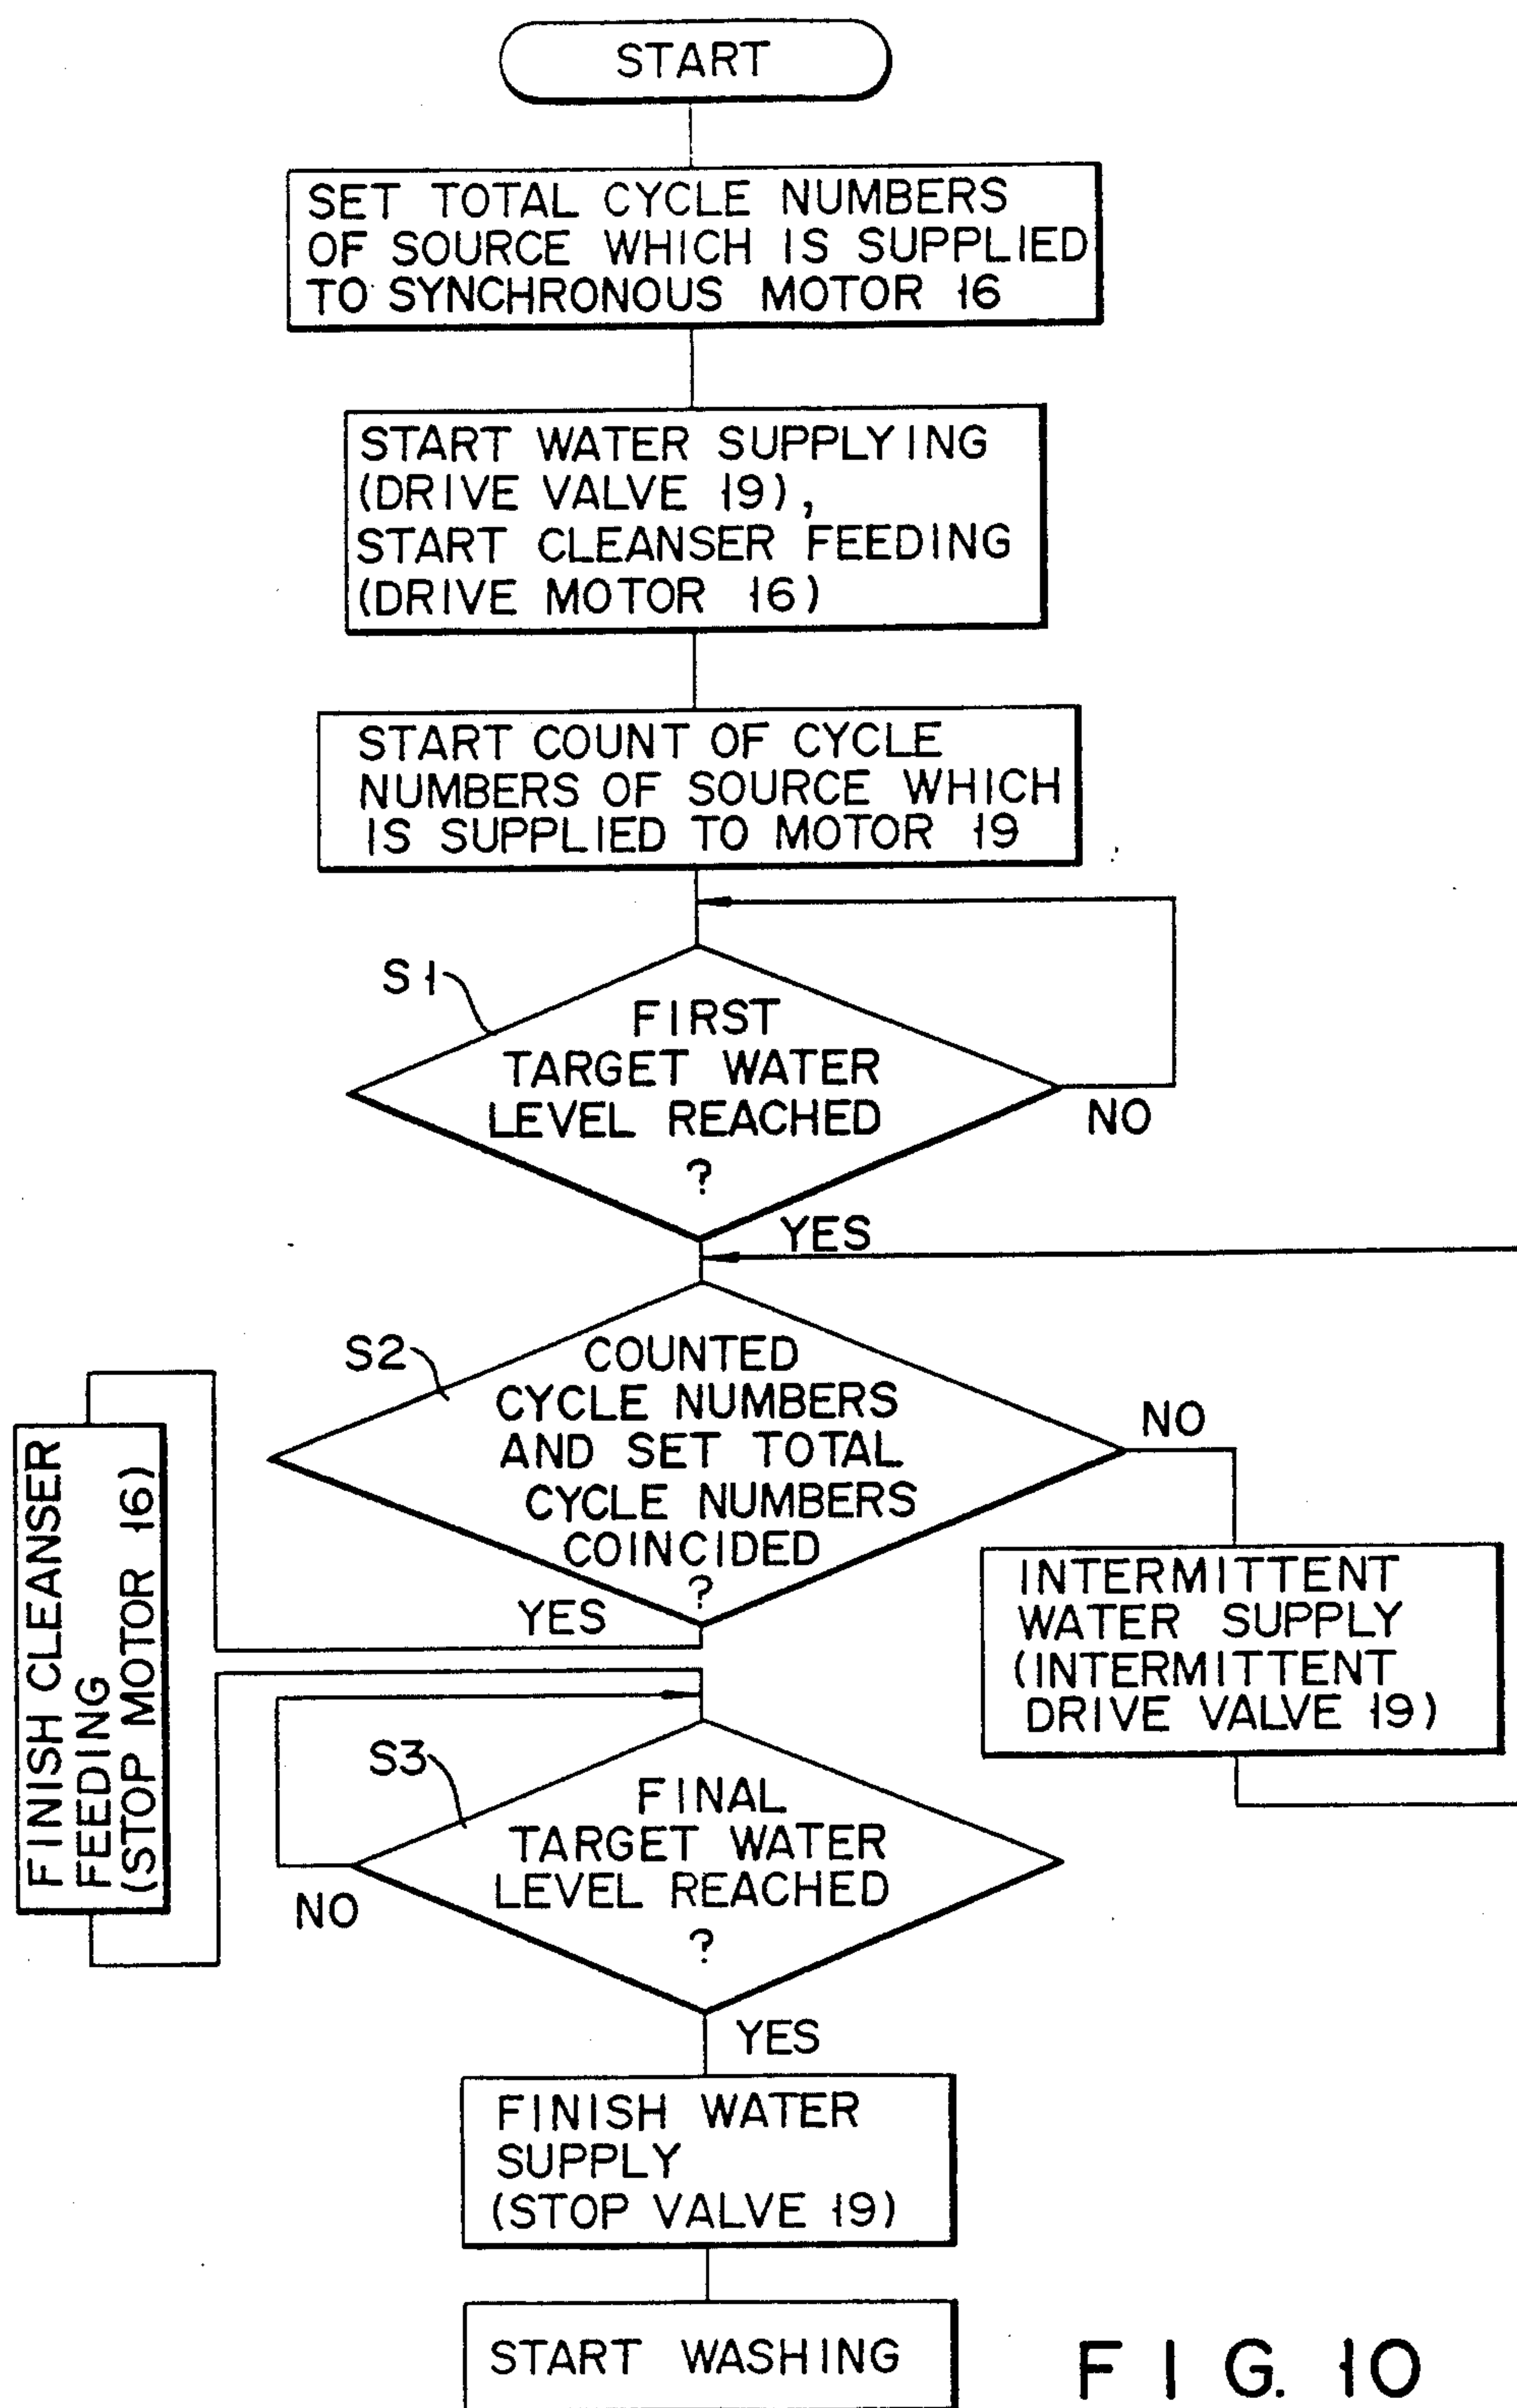 START
SET TOTAL CYCLE NUMBERS
OF SOURCE WHICH IS SUPPLIED
TO SYNCHRONOUS MOTOR 16
START WATER SUPPLYING
(DRIVE VALVE 19),
START CLEANSER FEEDING
(DRIVE MOTOR 16)
START COUNT OF CYCLE
NUMBERS OF SOURCE WHICH
IS SUPPLIED TO MOTOR 19
S1
FIRST
TARGET WATER
LEVEL REACHED
?
NO
YES
S2
COUNTED
CYCLE NUMBERS
AND SET TOTAL
CYCLE NUMBERS
COINCIDED
?
NO
YES
INTERMITTENT
WATER SUPPLY
(INTERMITTENT
DRIVE VALVE 19)
FINISH CLEANSER
FEEDING
(STOP MOTOR 16)
S3
FINAL
TARGET WATER
LEVEL REACHED
?
NO
YES
FINISH WATER
SUPPLY
(STOP VALVE 19)
START WASHING
FIG. 10